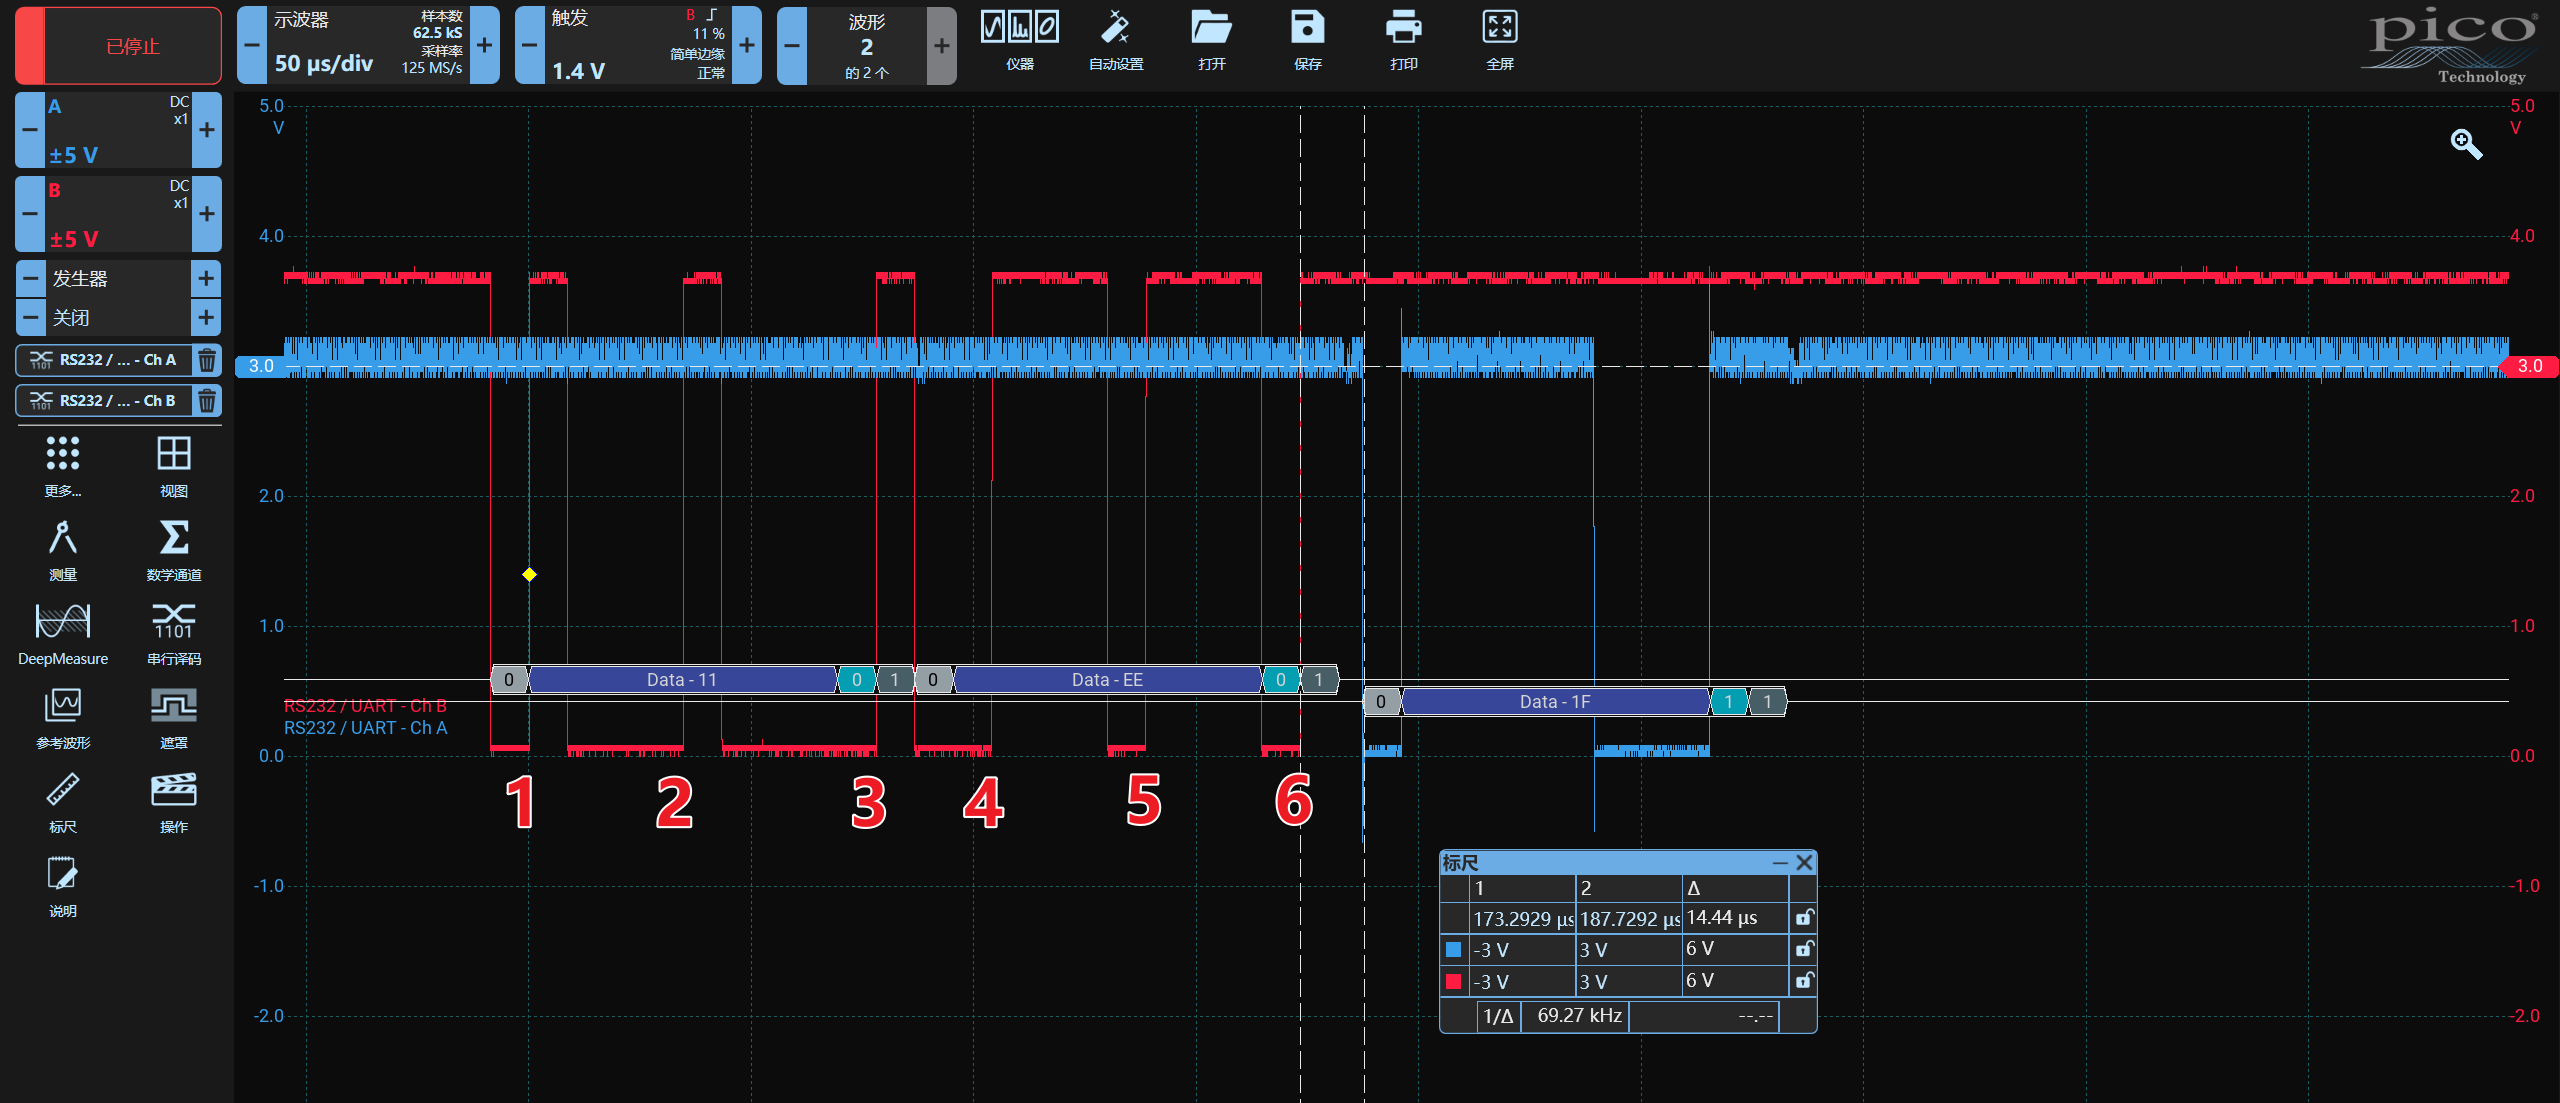 已停止
示波器
样本数
62.5 kS
采样率
50 µs/div
125 MS/s
触发
B
11 %
简单边缘
1.4 V
正常
波形
2
的 2 个
仪器
自动设置
打开
保存
打印
全屏
pico
Technology
A
DC
x1
±5 V
B
DC
x1
±5 V
发生器
关闭
RS232 / ... - Ch A
RS232 / ... - Ch B
更多...
视图
测量
数学通道
DeepMeasure
1101
串行译码
参考波形
遮罩
标尺
操作
说明
5.0
V
4.0
3.0
2.0
1.0
0.0
-1.0
-2.0
5.0
V
4.0
3.0
2.0
1.0
0.0
-1.0
-2.0
0 Data - 11 0 1 0 Data - EE 0 1
0 Data - 1F 1 1
RS232 / UART - Ch B
RS232 / UART - Ch A
1 2 3 4 5 6
标尺
1 2 Δ
173.2929 µs 187.7292 µs 14.44 µs
-3 V 3 V 6 V
-3 V 3 V 6 V
1/Δ 69.27 kHz --.--